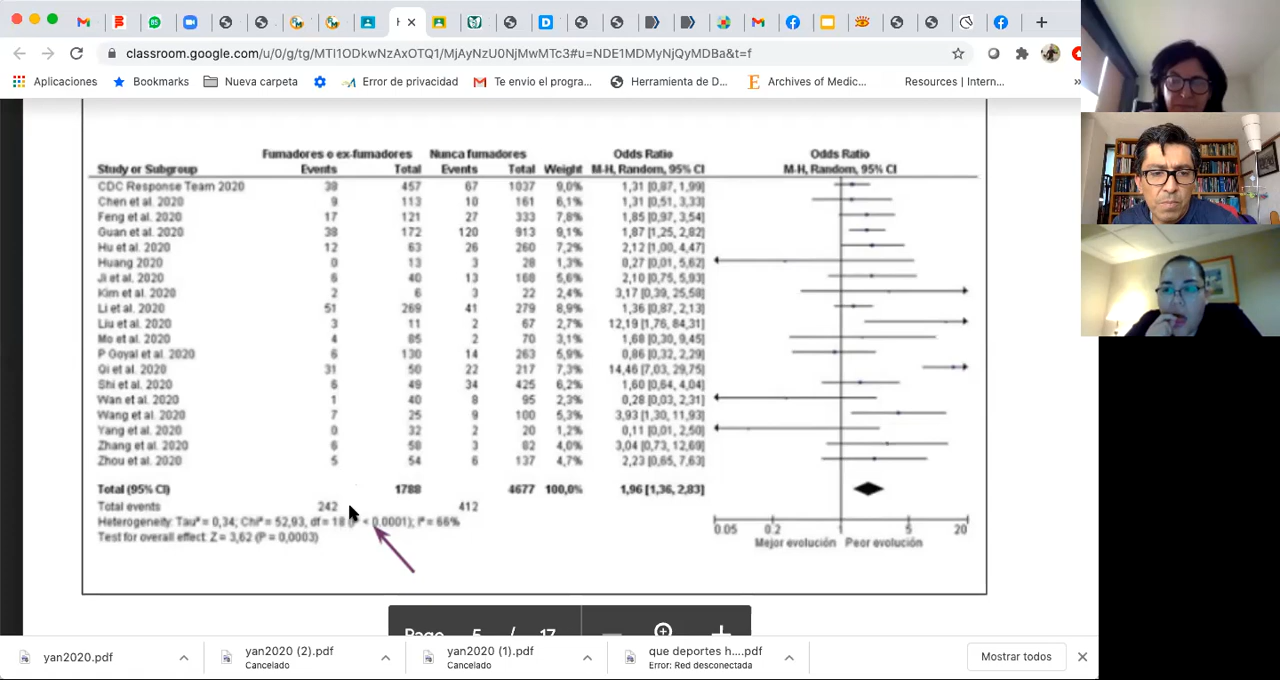 85
classroom.google.com/u/0/g/tg/MTI1ODkwNzAxOTQ1/MjAyNzU0NjMwMTc3#u=NDE1MDMyNjQyMDBa&t=f
Aplicaciones Bookmarks Nueva carpeta Error de privacidad Te envio el progra... Herramienta de D... Archives of Medic... Resources | Intern... »
Fumadores o ex-fumadores Nunca fumadores Odds Ratio Odds Ratio
Study or Subgroup Events Total Events Total Weight M-H, Random, 95% CI M-H, Random, 95% CI
CDC Response Team 2020 38 457 67 1037 9,0% 1,31 [0,87, 1,99]
Chen et al. 2020 9 113 10 161 6,1% 1,31 [0,51, 3,33]
Feng et al. 2020 17 121 27 333 7,8% 1,85 [0,97, 3,54]
Guan et al. 2020 38 172 120 913 9,1% 1,87 [1,25, 2,82]
Hu et al. 2020 12 63 26 260 7,2% 2,12 [1,00, 4,47]
Huang 2020 0 13 3 28 1,3% 0,27 [0,01, 5,62]
Ji et al. 2020 6 40 13 168 5,6% 2,10 [0,75, 5,93]
Kim et al. 2020 2 6 3 22 2,4% 3,17 [0,39, 25,58]
Li et al. 2020 51 269 41 279 8,9% 1,36 [0,87, 2,13]
Liu et al. 2020 3 11 2 67 2,7% 12,19 [1,76, 84,31]
Mo et al. 2020 4 85 2 70 3,1% 1,68 [0,30, 9,45]
P Goyal et al. 2020 6 130 14 263 5,9% 0,86 [0,32, 2,29]
Qi et al. 2020 31 50 22 217 7,3% 14,46 [7,03, 29,75]
Shi et al. 2020 6 49 34 425 6,2% 1,60 [0,64, 4,04]
Wan et al. 2020 1 40 8 95 2,3% 0,28 [0,03, 2,31]
Wang et al. 2020 7 25 9 100 5,3% 3,93 [1,30, 11,93]
Yang et al. 2020 0 32 2 20 1,2% 0,11 [0,01, 2,50]
Zhang et al. 2020 6 58 3 82 4,0% 3,04 [0,73, 12,69]
Zhou et al. 2020 5 54 6 137 4,7% 2,23 [0,65, 7,63]
Total (95% CI) 1788 4677 100,0% 1,96 [1,36, 2,83]
Total events 242 412
Heterogeneity: Tau² = 0,34; Chi² = 52,93, df = 18 < 0,0001); I² = 66%
Test for overall effect: Z = 3,62 (P = 0,0003)
0.05 0.2 1 5 20
Mejor evolución Peor evolución
Page 5 / 17
yan2020.pdf
yan2020 (2).pdf
Cancelado
yan2020 (1).pdf
Cancelado
que deportes h....pdf
Error: Red desconectada
Mostrar todos